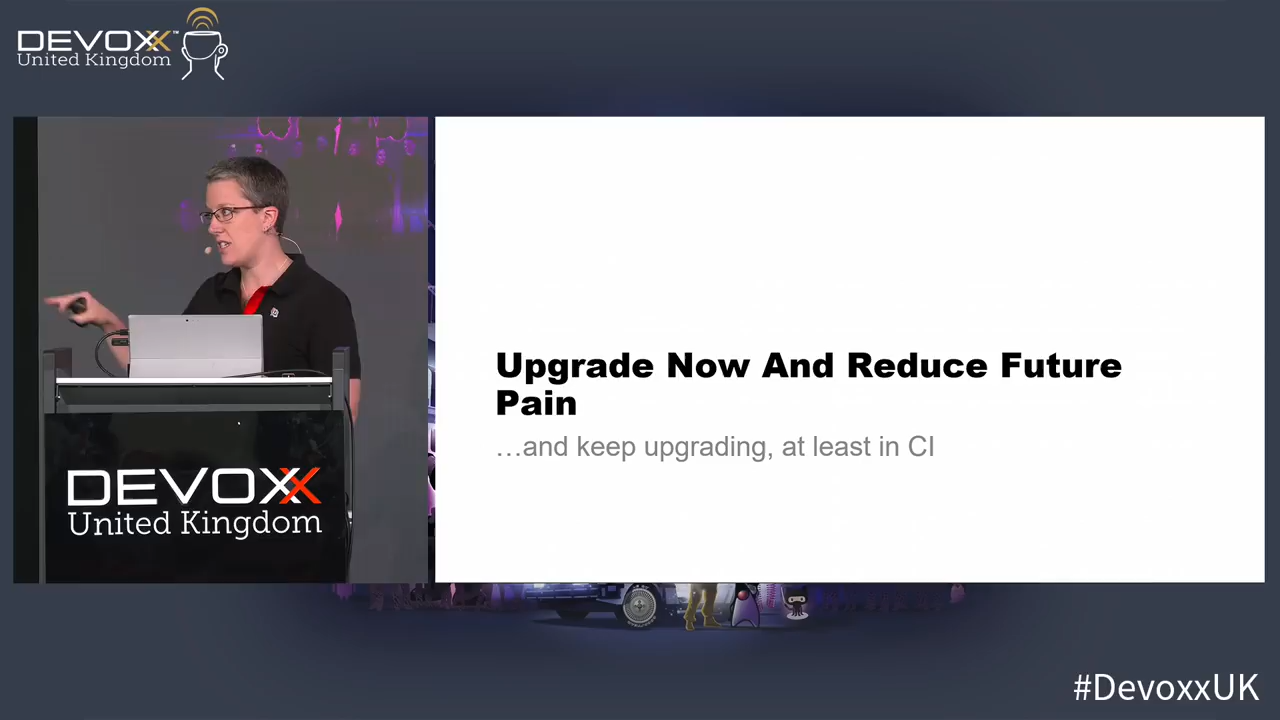 DEVOXX™
United Kingdom
Upgrade Now And Reduce Future
Pain
…and keep upgrading, at least in CI
DEVOXX
United Kingdom
#DevoxxUK